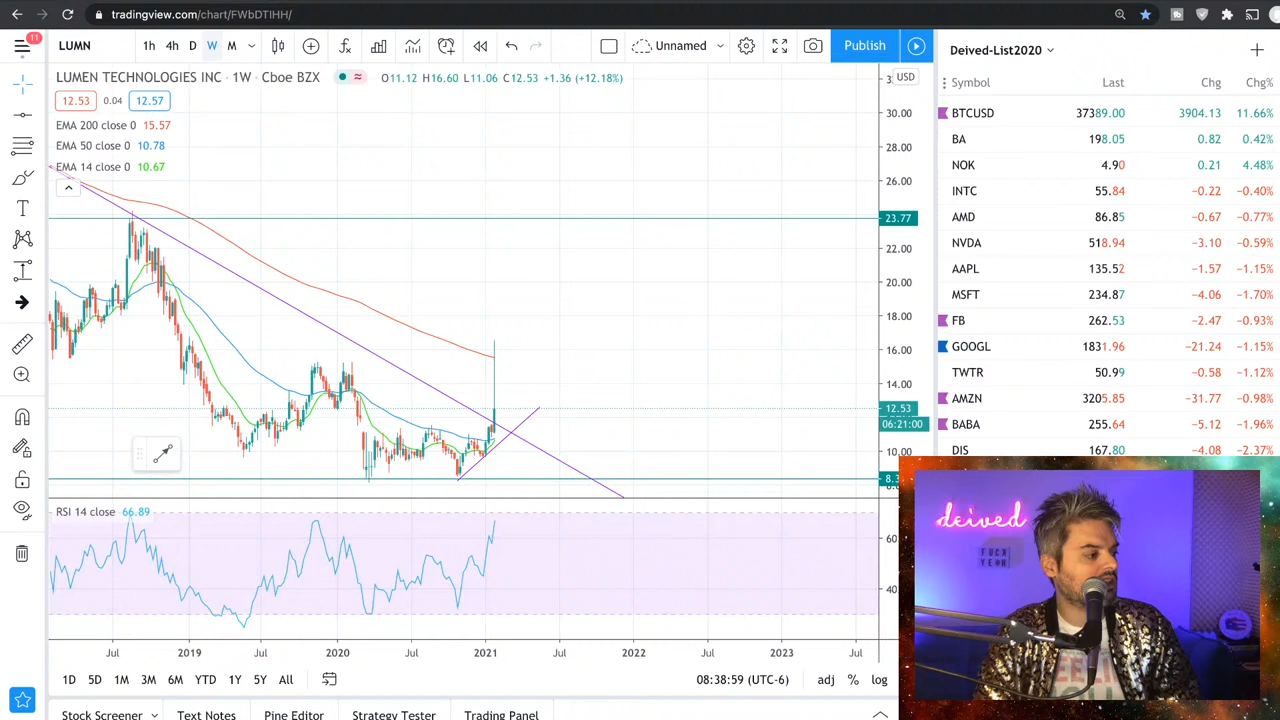 tradingview.com/chart/FWbDTIHH/
11
LUMN
1h 4h D W M
Unnamed
Publish
LUMEN TECHNOLOGIES INC · 1W · Cboe BZX ≈ O11.12 H16.60 L11.06 C12.53 +1.36 (+12.18%)
12.53 0.04 12.57
EMA 200 close 0 15.57
EMA 50 close 0 10.78
EMA 14 close 0 10.67
USD
30.00
28.00
26.00
23.77
22.00
20.00
18.00
16.00
14.00
12.53
06:21:00
10.00
RSI 14 close 66.89
60
40
Jul 2019 Jul 2020 Jul 2021 Jul 2022 Jul 2023 Jul
1D 5D 1M 3M 6M YTD 1Y 5Y All
08:38:59 (UTC-6) adj % log
Stock Screener Text Notes Pine Editor Strategy Tester Trading Panel
Deived-List2020
Symbol Last Chg Chg%
BTCUSD 37389.00 3904.13 11.66%
BA 198.05 0.82 0.42%
NOK 4.90 0.21 4.48%
INTC 55.84 −0.22 −0.40%
AMD 86.85 −0.67 −0.77%
NVDA 518.94 −3.10 −0.59%
AAPL 135.52 −1.57 −1.15%
MSFT 234.87 −4.06 −1.70%
FB 262.53 −2.47 −0.93%
GOOGL 1831.96 −21.24 −1.15%
TWTR 50.99 −0.58 −1.12%
AMZN 3205.85 −31.77 −0.98%
BABA 255.64 −5.12 −1.96%
DIS 167.80 −4.08 −2.37%
deived
FUCK
YEAH